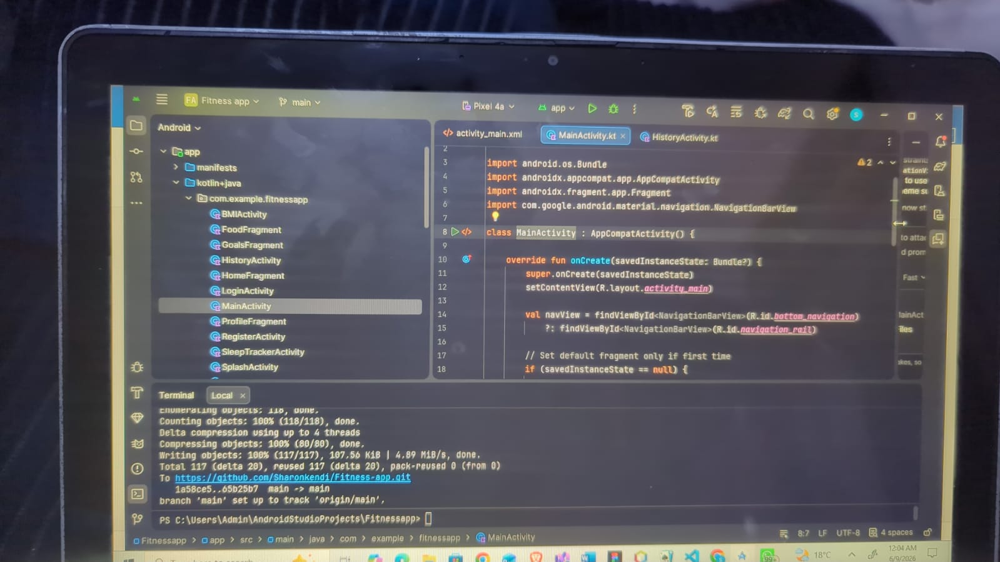 FA Fitness app
main
Pixel 4a
app
S
Android
app
manifests
kotlin+java
com.example.fitnessapp
BMIActivity
FoodFragment
GoalsFragment
HistoryActivity
HomeFragment
LoginActivity
MainActivity
ProfileFragment
RegisterActivity
SleepTrackerActivity
SplashActivity
</> activity_main.xml
MainActivity.kt ×
HistoryActivity.kt
2
2
3 import android.os.Bundle
4 import androidx.appcompat.app.AppCompatActivity
5 import androidx.fragment.app.Fragment
6 import com.google.android.material.navigation.NavigationBarView
7
8 </> class MainActivity : AppCompatActivity() {
9
10 override fun onCreate(savedInstanceState: Bundle?) {
11 super.onCreate(savedInstanceState)
12 setContentView(R.layout.activity_main)
13
14 val navView = findViewById<NavigationBarView>(R.id.bottom_navigation)
15 ?: findViewById<NavigationBarView>(R.id.navigation_rail)
16
17 // Set default fragment only if first time
18 if (savedInstanceState == null) {
to use
now st
to attac
d prom
Fast
Terminal
Local ×
Enumerating objects: 118, done.
Counting objects: 100% (118/118), done.
Delta compression using up to 4 threads
Compressing objects: 100% (80/80), done.
Writing objects: 100% (117/117), 107.56 KiB | 4.89 MiB/s, done.
Total 117 (delta 20), reused 117 (delta 20), pack-reused 0 (from 0)
To https://github.com/Sharonkendi/Fitness-app.git
1a58ce5..65b25b7 main -> main
branch 'main' set up to track 'origin/main'.
PS C:\Users\Admin\AndroidStudioProjects\Fitnessapp>
Fitnessapp > app > src > main > java > com > example > fitnessapp > MainActivity
8:7 LF UTF-8 4 spaces
99+
18°C
12:04 AM
6/9/2026